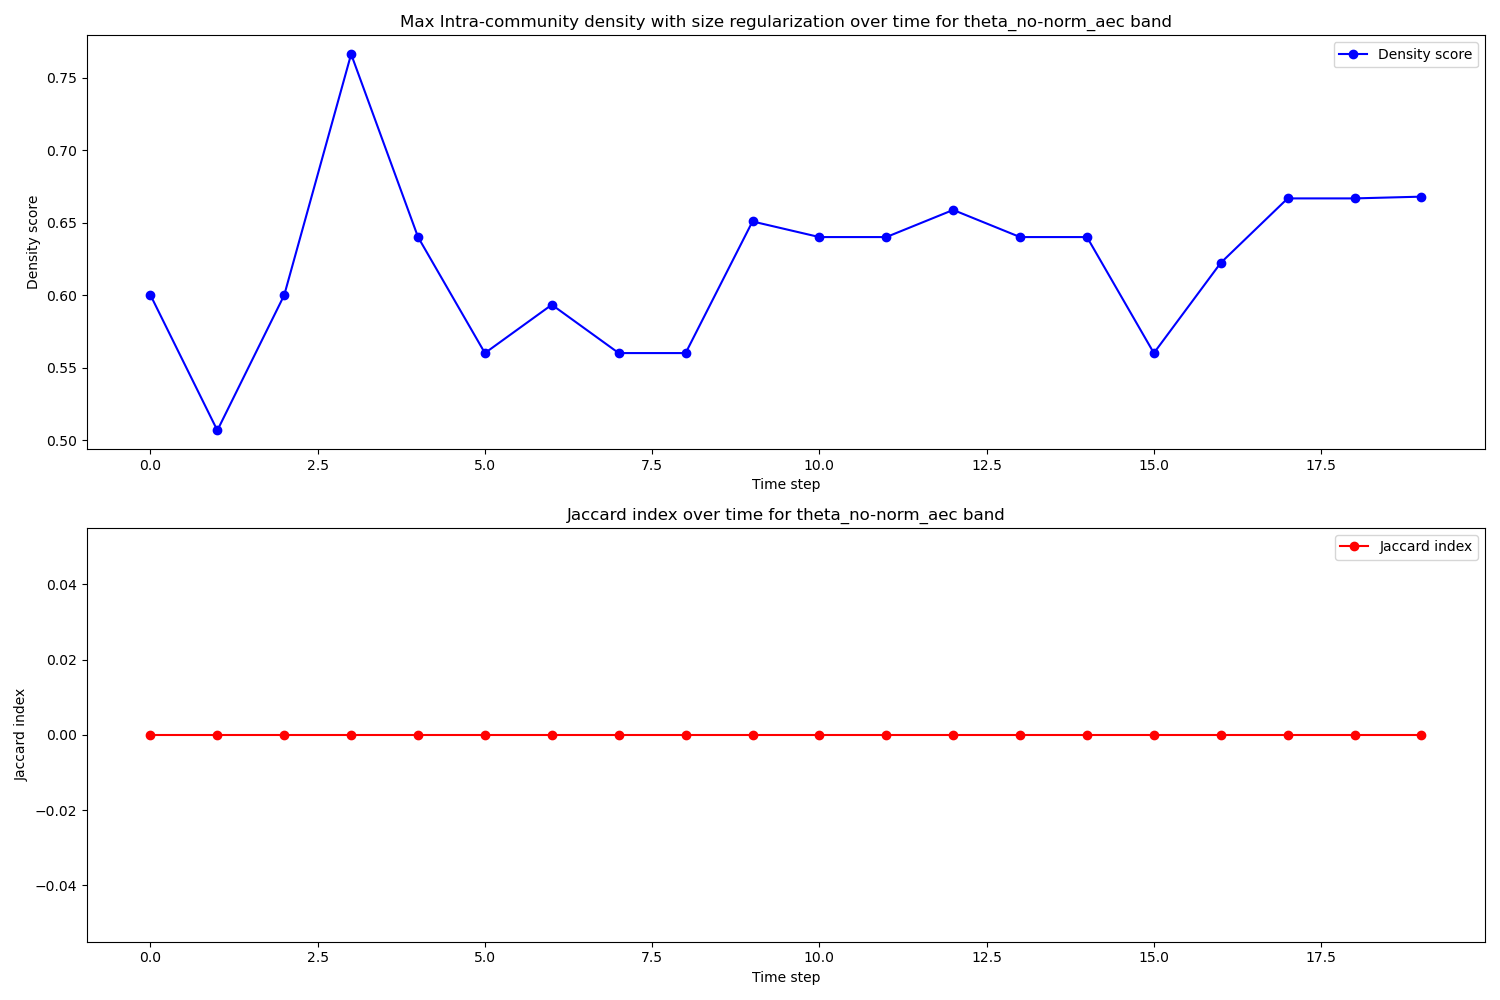 Max Intra-community density with size regularization over time for theta_no-norm_aec band
Density score
0.75
0.70
0.65
0.60
0.55
0.50
Density score
0.0 2.5 5.0 7.5 10.0 12.5 15.0 17.5
Time step
Jaccard index over time for theta_no-norm_aec band
Jaccard index
0.04
0.02
0.00
−0.02
−0.04
Jaccard index
0.0 2.5 5.0 7.5 10.0 12.5 15.0 17.5
Time step